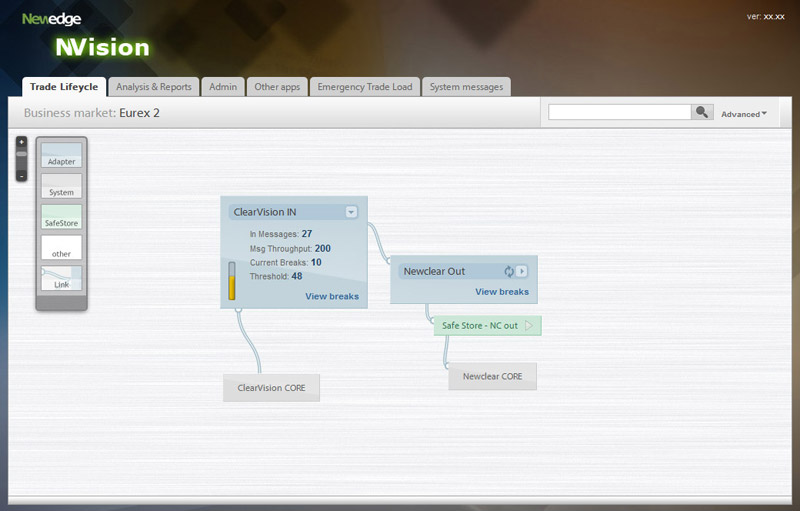 Newedge
NVision
ver: xx.xx
Trade Lifeycle
Analysis & Reports
Admin
Other apps
Emergency Trade Load
System messages
Business market: Eurex 2
Advanced
+
-
Adapter
System
SafeStore
other
Link
ClearVision IN
In Messages: 27
Msg Throughput: 200
Current Breaks: 10
Threshold: 48
View breaks
Newclear Out
View breaks
Safe Store - NC out
Newclear CORE
ClearVision CORE